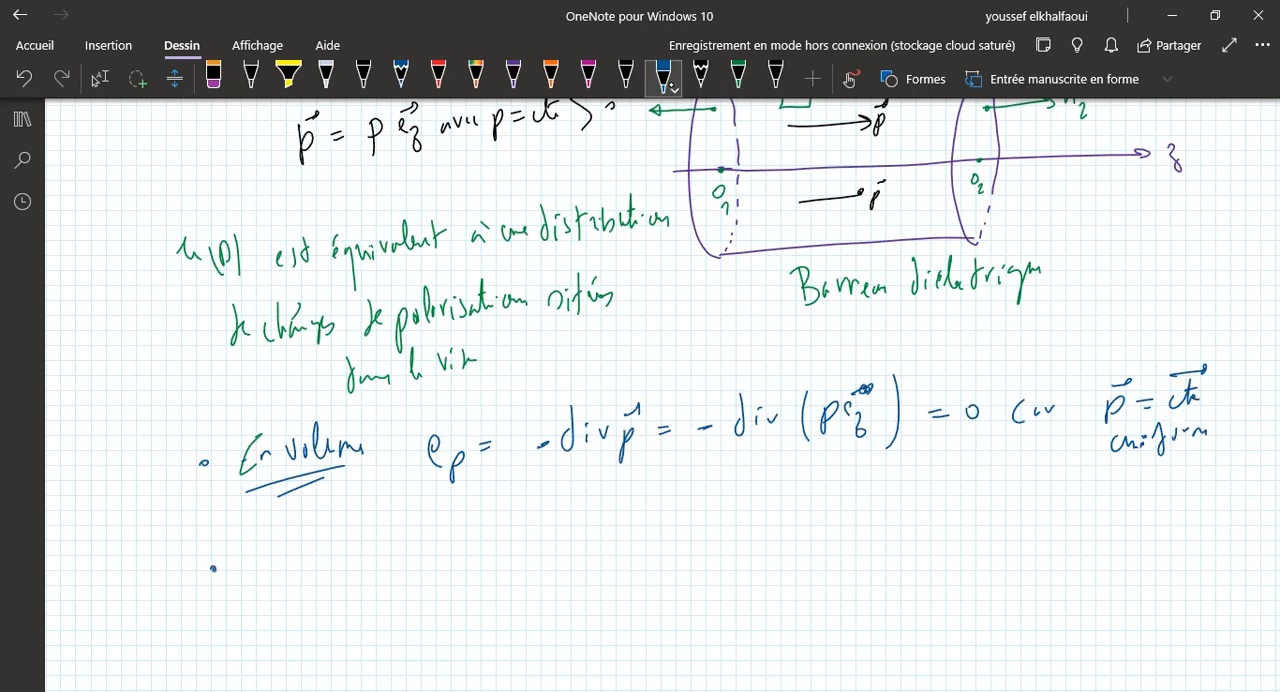 OneNote pour Windows 10
youssef elkhalfaoui
Accueil Insertion Dessin Affichage Aide
Enregistrement en mode hors connexion (stockage cloud saturé)
Partager
Formes
Entrée manuscrite en forme
p⃗ = p e⃗z avec p = cte
n2
p⃗
z
O1
O2
p⃗
(D) est équivalent à une distribution
de charges de polarisation situés
dans le vide
Barreau diélectrique
• En volume ρp = - div p⃗ = - div (p e⃗z) = 0 car p⃗ = cte
uniforme
•